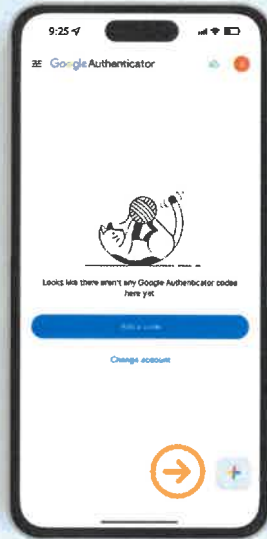 9:25
Google Authenticator
Looks like there aren't any Google Authenticator codes
here yet
Add a code
Change account